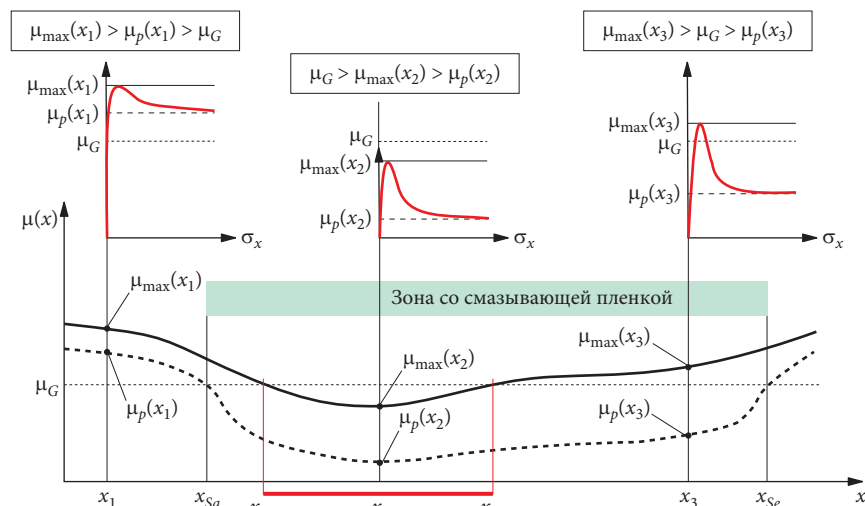 μmax(x1) > μp(x1) > μG
μG > μmax(x2) > μp(x2)
μmax(x3) > μG > μp(x3)
μmax(x1)
μp(x1)
μG
σx
μG
μmax(x2)
μp(x2)
σx
μmax(x3)
μG
μp(x3)
σx
μ(x)
μmax(x1)
Зона со смазывающей пленкой
μmax(x2)
μmax(x3)
μG
μp(x1)
μp(x2)
μp(x3)
x1
xSa
x
x
x
x3
xSe
x